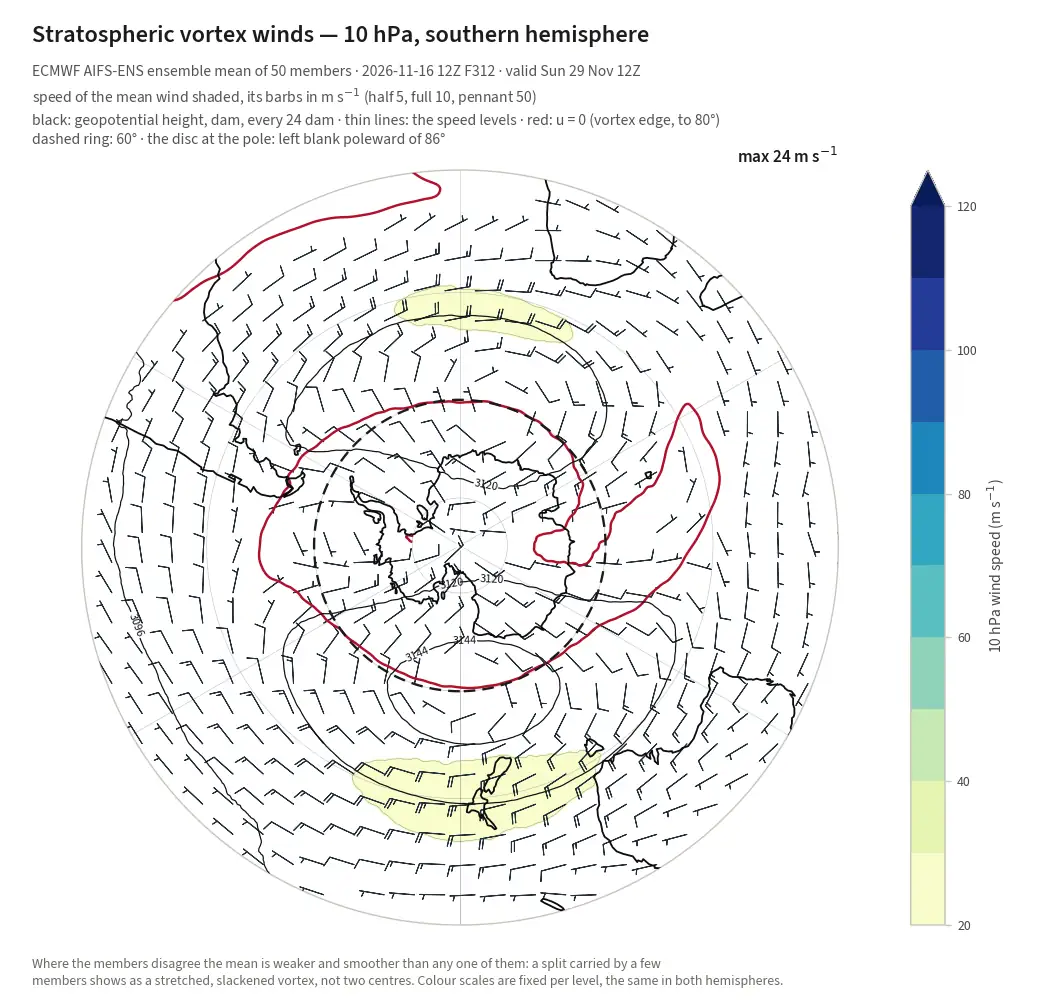 Stratospheric vortex winds — 10 hPa, southern hemisphere
ECMWF AIFS-ENS ensemble mean of 50 members · 2026-11-16 12Z F312 · valid Sun 29 Nov 12Z
speed of the mean wind shaded, its barbs in m s⁻¹ (half 5, full 10, pennant 50)
black: geopotential height, dam, every 24 dam · thin lines: the speed levels · red: u = 0 (vortex edge, to 80°)
dashed ring: 60° · the disc at the pole: left blank poleward of 86°
max 24 m s⁻¹
120
100
80
60
40
20
10 hPa wind speed (m s⁻¹)
3120
3120
3120
3096
3144
3144
Where the members disagree the mean is weaker and smoother than any one of them: a split carried by a few
members shows as a stretched, slackened vortex, not two centres. Colour scales are fixed per level, the same in both hemispheres.